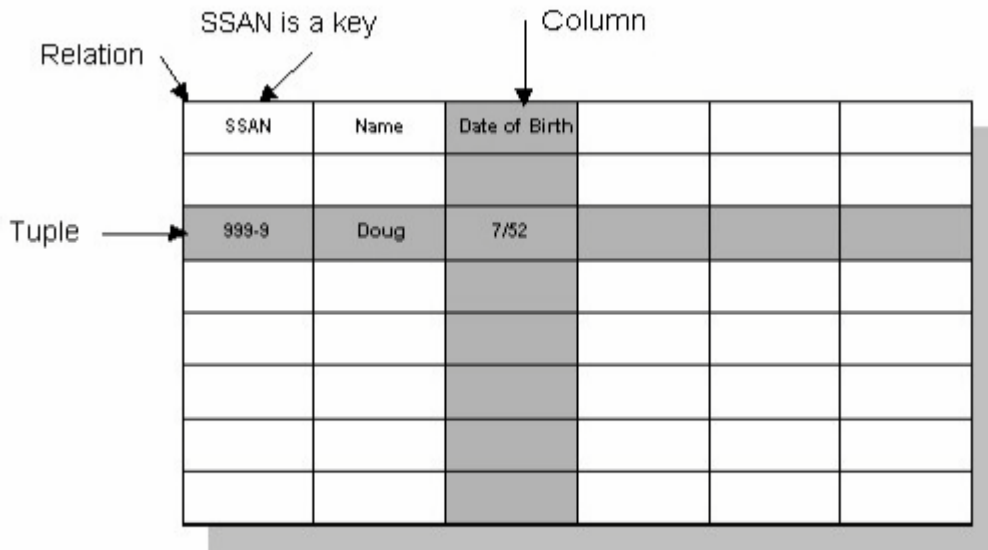 SSAN is a key
Column
Relation
SSAN Name Date of Birth
Tuple
999-9 Doug 7/52